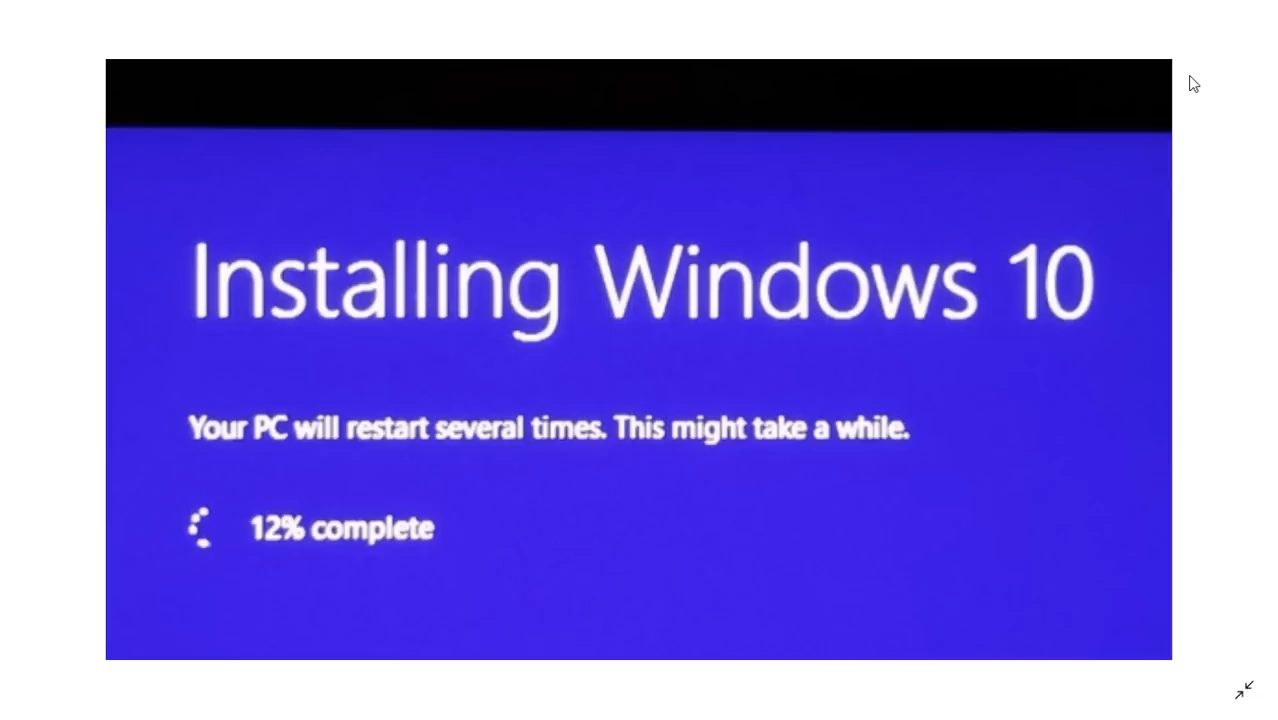 Installing Windows 10
Your PC will restart several times. This might take a while.
12% complete